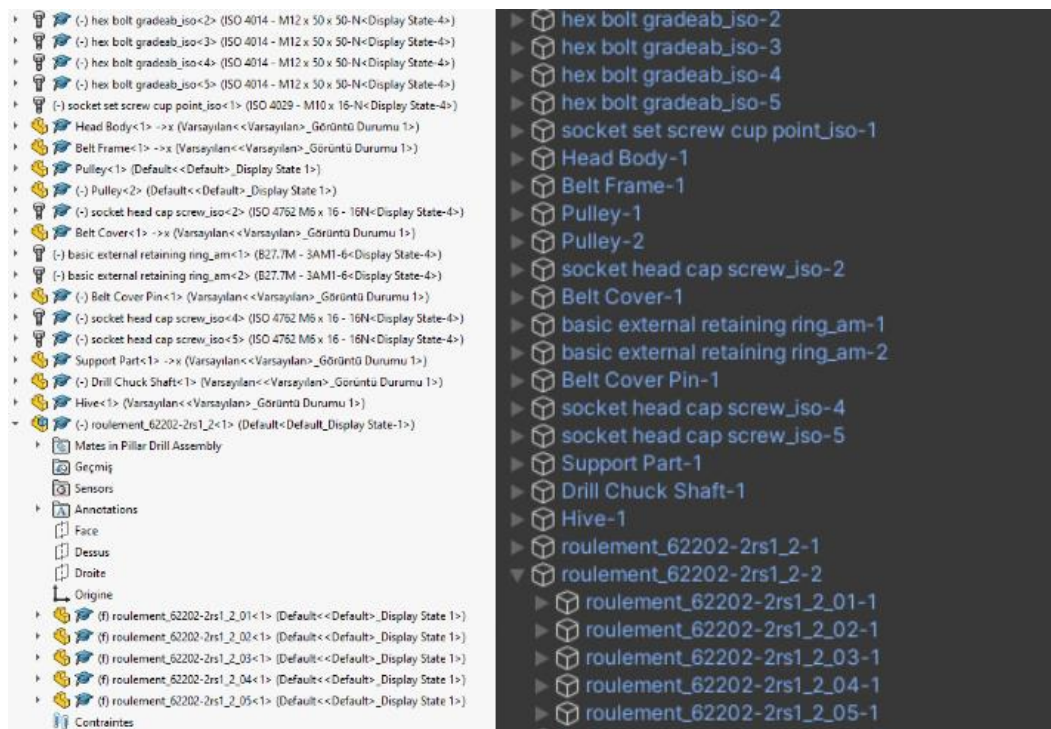 (-) hex bolt gradeab_iso<2> (ISO 4014 - M12 x 50 x 50-N<Display State-4>)
(-) hex bolt gradeab_iso<3> (ISO 4014 - M12 x 50 x 50-N<Display State-4>)
(-) hex bolt gradeab_iso<4> (ISO 4014 - M12 x 50 x 50-N<Display State-4>)
(-) hex bolt gradeab_iso<5> (ISO 4014 - M12 x 50 x 50-N<Display State-4>)
(-) socket set screw cup point_iso<1> (ISO 4029 - M10 x 16-N<Display State-4>)
Head Body<1> ->x (Varsayılan<<Varsayılan>_Görüntü Durumu 1>)
Belt Frame<1> ->x (Varsayılan<<Varsayılan>_Görüntü Durumu 1>)
Pulley<1> (Default<<Default>_Display State 1>)
(-) Pulley<2> (Default<<Default>_Display State 1>)
(-) socket head cap screw_iso<2> (ISO 4762 M6 x 16 - 16N<Display State-4>)
Belt Cover<1> ->x (Varsayılan<<Varsayılan>_Görüntü Durumu 1>)
(-) basic external retaining ring_am<1> (B27.7M - 3AM1-6<Display State-4>)
(-) basic external retaining ring_am<2> (B27.7M - 3AM1-6<Display State-4>)
(-) Belt Cover Pin<1> (Varsayılan<<Varsayılan>_Görüntü Durumu 1>)
(-) socket head cap screw_iso<4> (ISO 4762 M6 x 16 - 16N<Display State-4>)
(-) socket head cap screw_iso<5> (ISO 4762 M6 x 16 - 16N<Display State-4>)
Support Part<1> ->x (Varsayılan<<Varsayılan>_Görüntü Durumu 1>)
(-) Drill Chuck Shaft<1> (Varsayılan<<Varsayılan>_Görüntü Durumu 1>)
Hive<1> (Varsayılan<<Varsayılan>_Görüntü Durumu 1>)
(-) roulement_62202-2rs1_2<1> (Default<Default_Display State-1>)
Mates in Pillar Drill Assembly
Geçmiş
Sensors
Annotations
Face
Dessus
Droite
Origine
(f) roulement_62202-2rs1_2_01<1> (Default<<Default>_Display State 1>)
(f) roulement_62202-2rs1_2_02<1> (Default<<Default>_Display State 1>)
(f) roulement_62202-2rs1_2_03<1> (Default<<Default>_Display State 1>)
(f) roulement_62202-2rs1_2_04<1> (Default<<Default>_Display State 1>)
(f) roulement_62202-2rs1_2_05<1> (Default<<Default>_Display State 1>)
Contraintes
hex bolt gradeab_iso-2
hex bolt gradeab_iso-3
hex bolt gradeab_iso-4
hex bolt gradeab_iso-5
socket set screw cup point_iso-1
Head Body-1
Belt Frame-1
Pulley-1
Pulley-2
socket head cap screw_iso-2
Belt Cover-1
basic external retaining ring_am-1
basic external retaining ring_am-2
Belt Cover Pin-1
socket head cap screw_iso-4
socket head cap screw_iso-5
Support Part-1
Drill Chuck Shaft-1
Hive-1
roulement_62202-2rs1_2-1
roulement_62202-2rs1_2-2
roulement_62202-2rs1_2_01-1
roulement_62202-2rs1_2_02-1
roulement_62202-2rs1_2_03-1
roulement_62202-2rs1_2_04-1
roulement_62202-2rs1_2_05-1